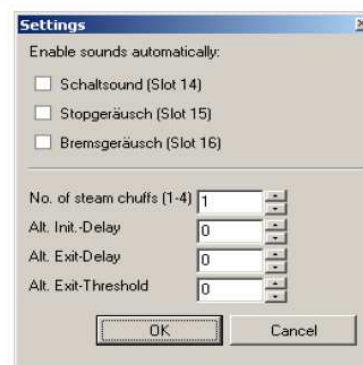 Settings
Enable sounds automatically:
Schaltsound (Slot 14)
Stopgeräusch (Slot 15)
Bremsgeräusch (Slot 16)
No. of steam chuffs (1-4) 1
Alt. Init.-Delay 0
Alt. Exit-Delay 0
Alt. Exit-Threshold 0
OK Cancel